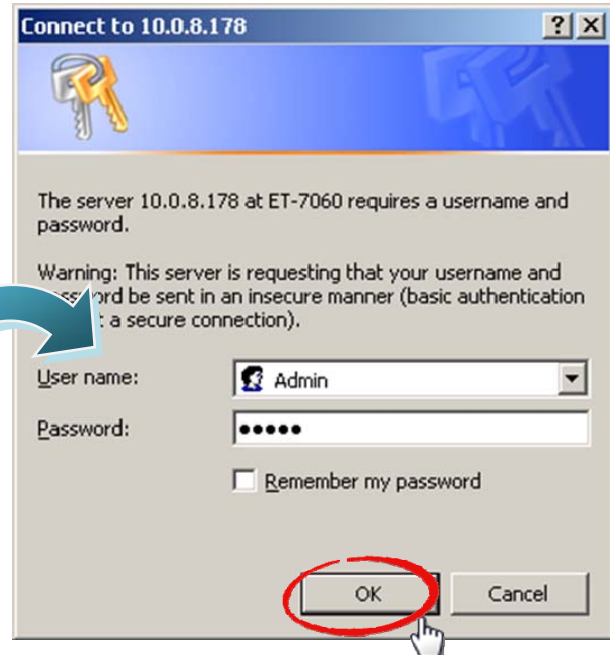 Connect to 10.0.8.178
The server 10.0.8.178 at ET-7060 requires a username and
password.
Warning: This server is requesting that your username and
password be sent in an insecure manner (basic authentication
a secure connection).
User name:
Admin
Password:
•••••
Remember my password
OK
Cancel